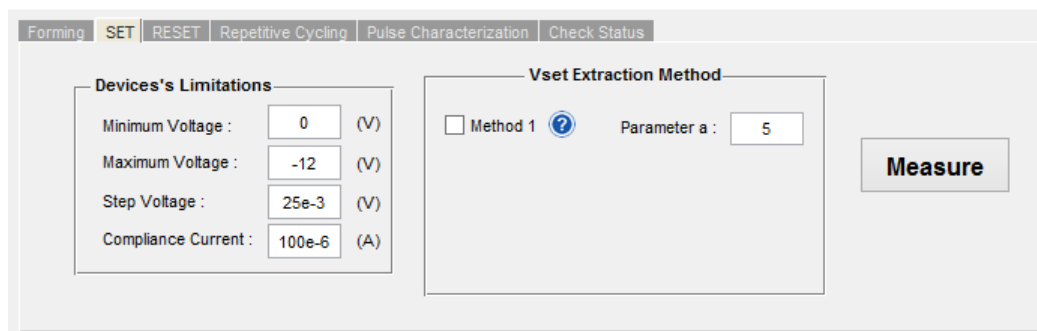 Forming SET RESET Repetitive Cycling Pulse Characterization Check Status
Devices's Limitations
Minimum Voltage : 0 (V)
Maximum Voltage : -12 (V)
Step Voltage : 25e-3 (V)
Compliance Current : 100e-6 (A)
Vset Extraction Method
Method 1 ? Parameter a : 5
Measure